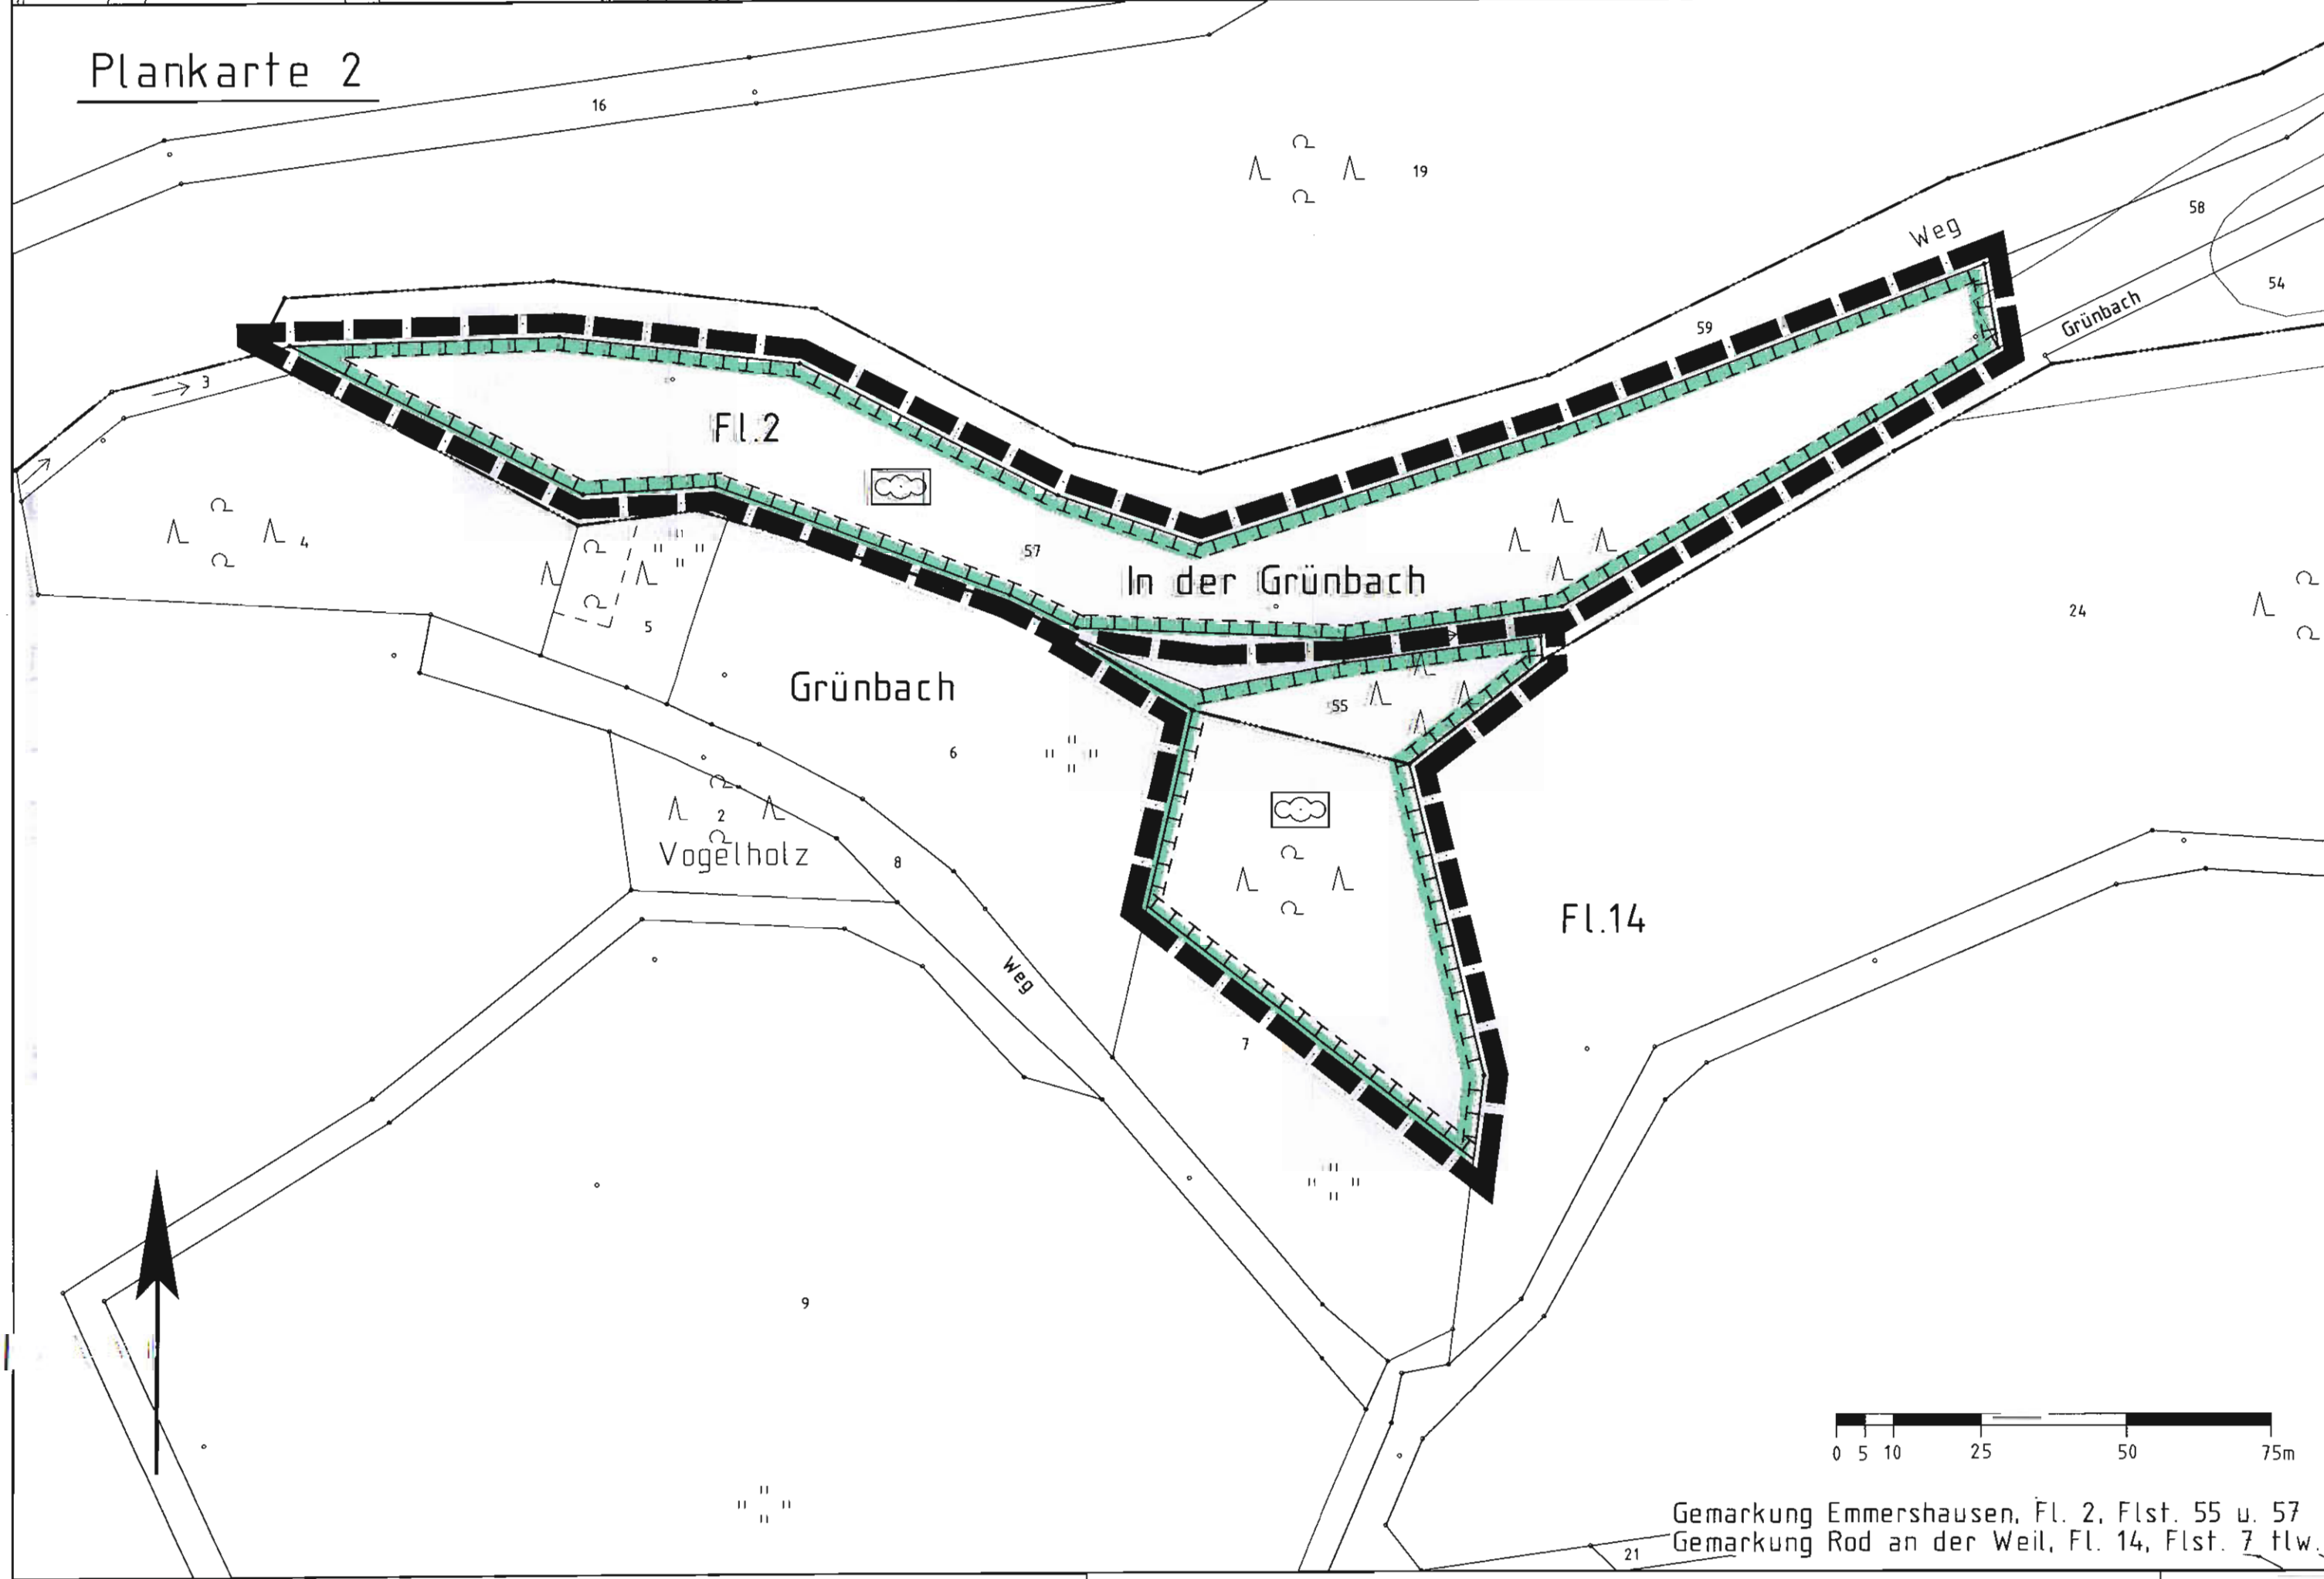 Plankarte 2
16
19
58
Weg
54
Grünbach
59
3
Fl.2
4
57
In der Grünbach
5
24
Grünbach
55
6
2
Vogelholz
8
Fl.14
Weg
7
9
0 5 10 25 50 75m
Gemarkung Emmershausen, Fl. 2, Flst. 55 u. 57
Gemarkung Rod an der Weil, Fl. 14, Flst. 7 tlw.
21